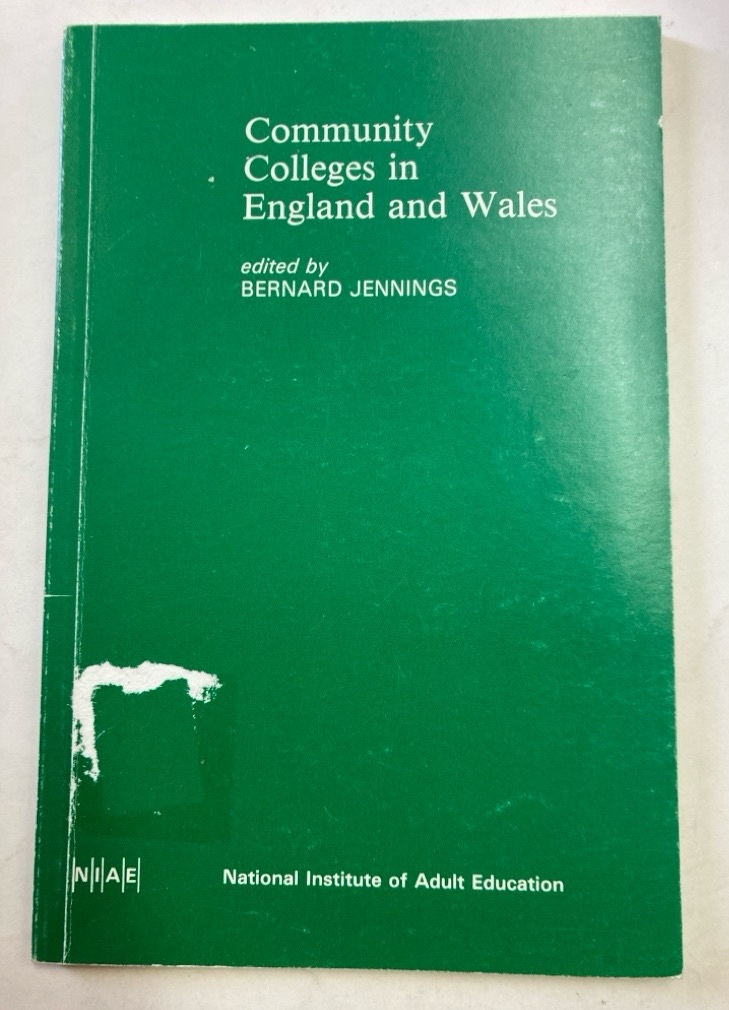 Community
Colleges in
England and Wales
edited by
BERNARD JENNINGS
N|I|A|E|
National Institute of Adult Education